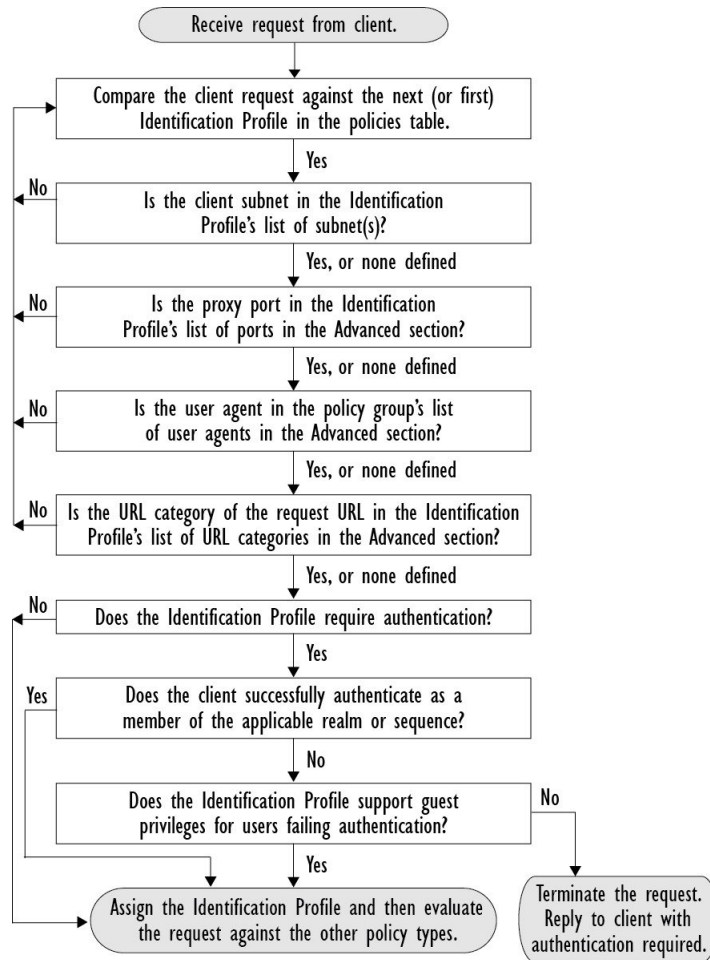 Receive request from client.
Compare the client request against the next (or first)
Identification Profile in the policies table.
Yes
No
Is the client subnet in the Identification
Profile's list of subnet(s)?
Yes, or none defined
No
Is the proxy port in the Identification
Profile's list of ports in the Advanced section?
Yes, or none defined
No
Is the user agent in the policy group's list
of user agents in the Advanced section?
Yes, or none defined
No
Is the URL category of the request URL in the Identification
Profile's list of URL categories in the Advanced section?
Yes, or none defined
No
Does the Identification Profile require authentication?
Yes
Yes
Does the client successfully authenticate as a
member of the applicable realm or sequence?
No
Does the Identification Profile support guest
privileges for users failing authentication?
No
Yes
Assign the Identification Profile and then evaluate
the request against the other policy types.
Terminate the request.
Reply to client with
authentication required.